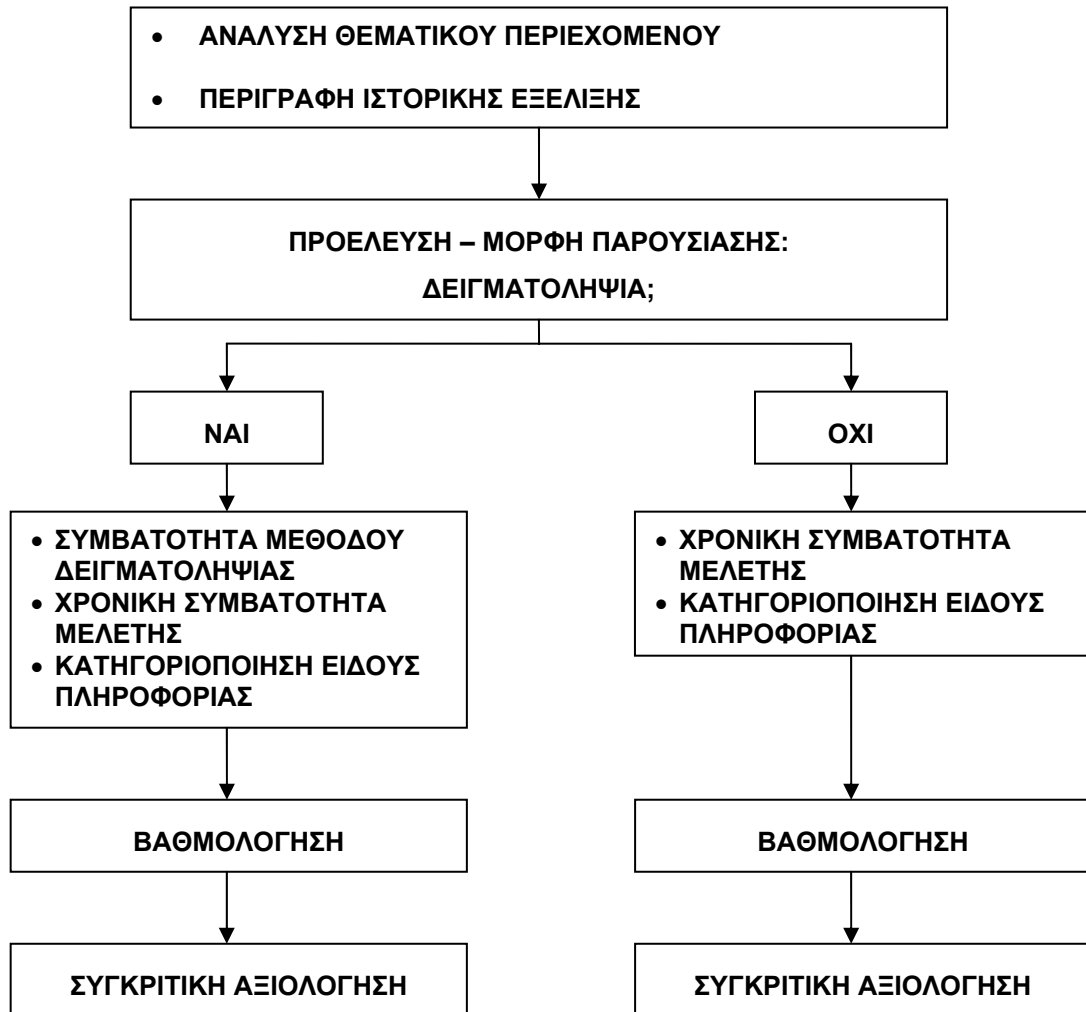 • ΑΝΑΛΥΣΗ ΘΕΜΑΤΙΚΟΥ ΠΕΡΙΕΧΟΜΕΝΟΥ
• ΠΕΡΙΓΡΑΦΗ ΙΣΤΟΡΙΚΗΣ ΕΞΕΛΙΞΗΣ
ΠΡΟΕΛΕΥΣΗ – ΜΟΡΦΗ ΠΑΡΟΥΣΙΑΣΗΣ:
ΔΕΙΓΜΑΤΟΛΗΨΙΑ;
ΝΑΙ
ΟΧΙ
• ΣΥΜΒΑΤΟΤΗΤΑ ΜΕΘΟΔΟΥ
ΔΕΙΓΜΑΤΟΛΗΨΙΑΣ
• ΧΡΟΝΙΚΗ ΣΥΜΒΑΤΟΤΗΤΑ
ΜΕΛΕΤΗΣ
• ΚΑΤΗΓΟΡΙΟΠΟΙΗΣΗ ΕΙΔΟΥΣ
ΠΛΗΡΟΦΟΡΙΑΣ
• ΧΡΟΝΙΚΗ ΣΥΜΒΑΤΟΤΗΤΑ
ΜΕΛΕΤΗΣ
• ΚΑΤΗΓΟΡΙΟΠΟΙΗΣΗ ΕΙΔΟΥΣ
ΠΛΗΡΟΦΟΡΙΑΣ
ΒΑΘΜΟΛΟΓΗΣΗ
ΒΑΘΜΟΛΟΓΗΣΗ
ΣΥΓΚΡΙΤΙΚΗ ΑΞΙΟΛΟΓΗΣΗ
ΣΥΓΚΡΙΤΙΚΗ ΑΞΙΟΛΟΓΗΣΗ